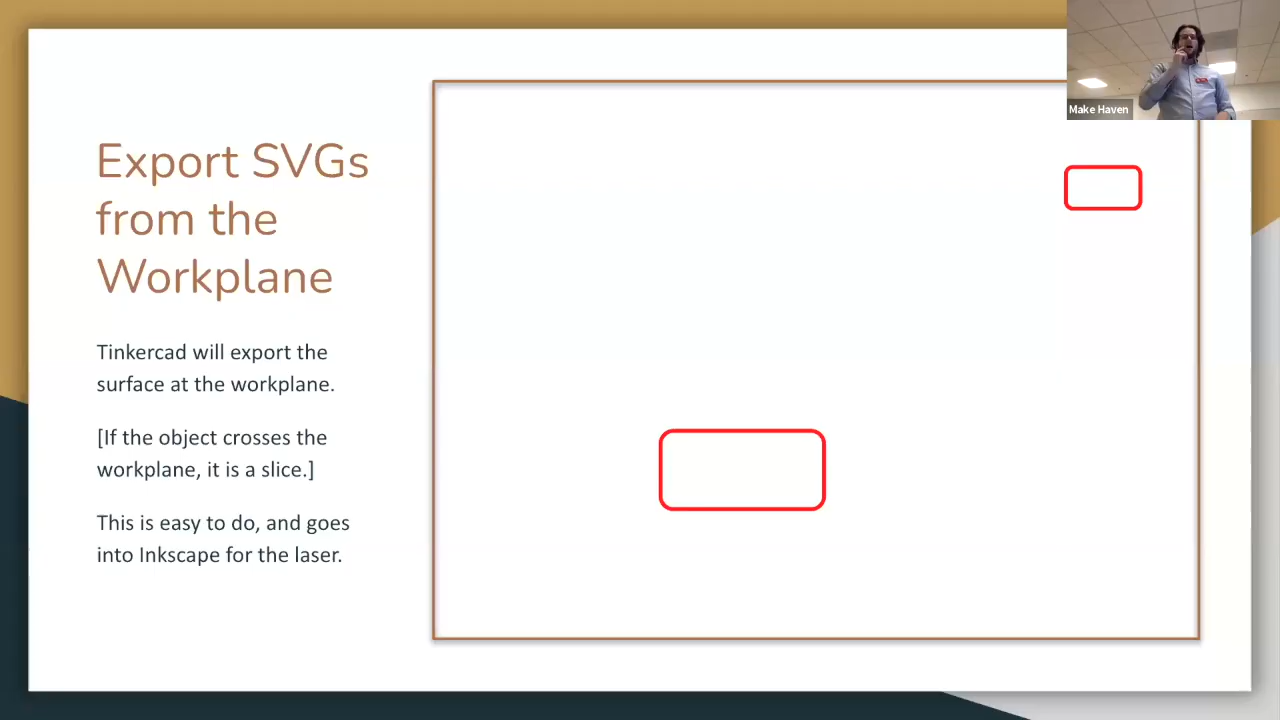 Make Haven
Export SVGs
from the
Workplane
Tinkercad will export the
surface at the workplane.
[If the object crosses the
workplane, it is a slice.]
This is easy to do, and goes
into Inkscape for the laser.